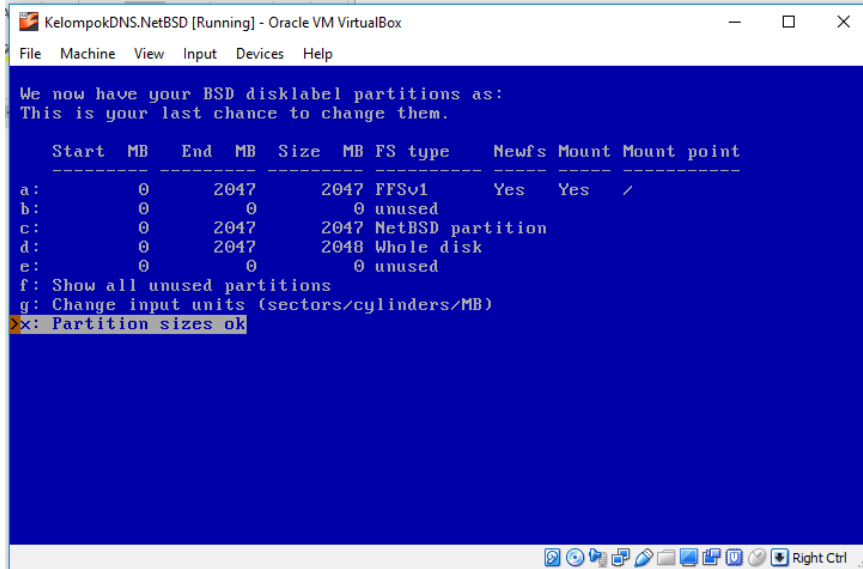 KelompokDNS.NetBSD [Running] - Oracle VM VirtualBox
File Machine View Input Devices Help
We now have your BSD disklabel partitions as:
This is your last chance to change them.
Start MB End MB Size MB FS type Newfs Mount Mount point
--------- --------- --------- ---------- ----- ----- -----------
a: 0 2047 2047 FFSv1 Yes Yes /
b: 0 0 0 unused
c: 0 2047 2047 NetBSD partition
d: 0 2047 2048 Whole disk
e: 0 0 0 unused
f: Show all unused partitions
g: Change input units (sectors/cylinders/MB)
>x: Partition sizes ok
Right Ctrl